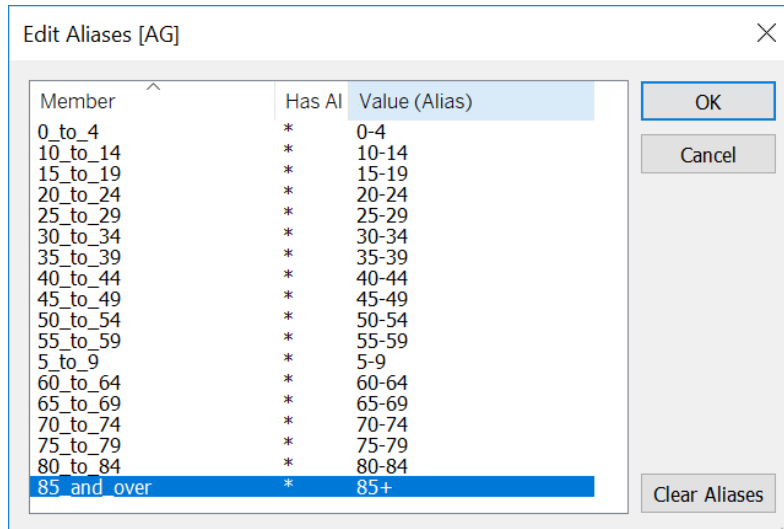 Edit Aliases [AG]
Member Has Al Value (Alias)
0_to_4 * 0-4
10_to_14 * 10-14
15_to_19 * 15-19
20_to_24 * 20-24
25_to_29 * 25-29
30_to_34 * 30-34
35_to_39 * 35-39
40_to_44 * 40-44
45_to_49 * 45-49
50_to_54 * 50-54
55_to_59 * 55-59
5_to_9 * 5-9
60_to_64 * 60-64
65_to_69 * 65-69
70_to_74 * 70-74
75_to_79 * 75-79
80_to_84 * 80-84
85_and_over * 85+
OK
Cancel
Clear Aliases